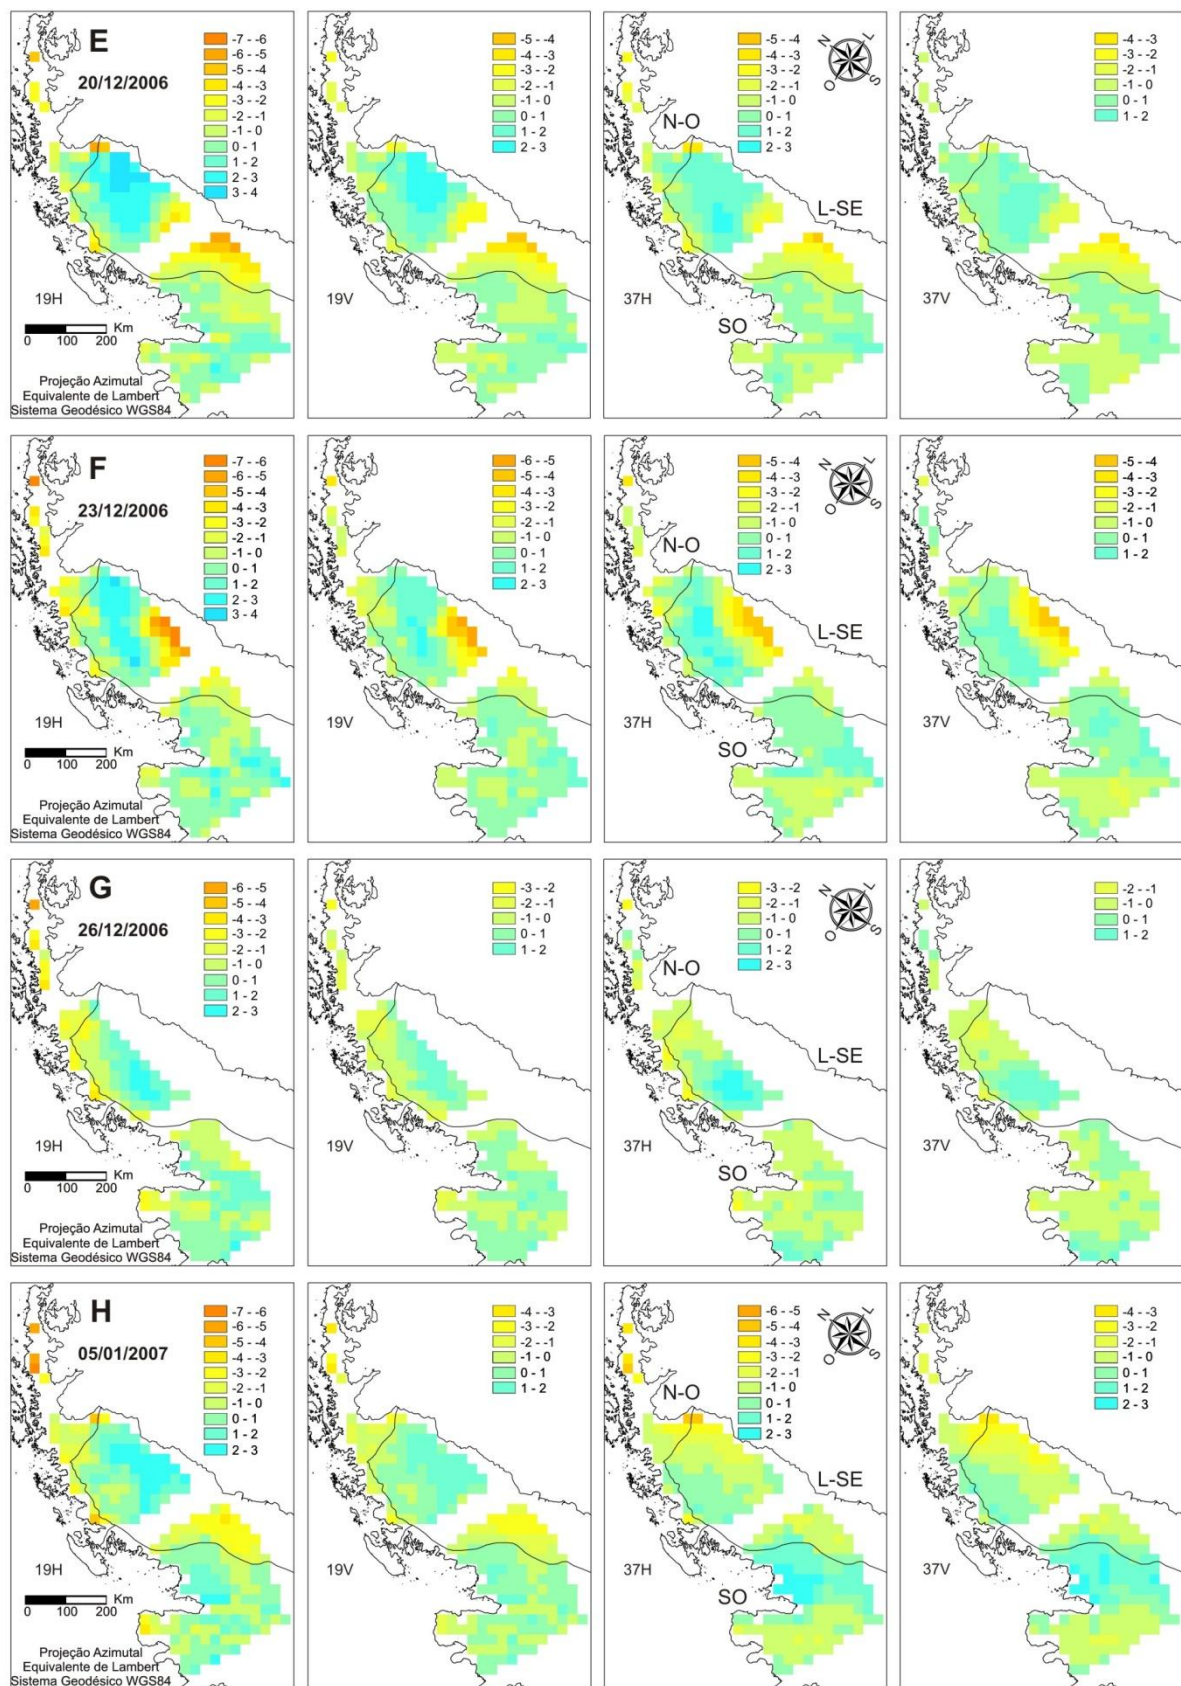 E
20/12/2006
-7 - -6
-6 - -5
-5 - -4
-4 - -3
-3 - -2
-2 - -1
-1 - 0
0 - 1
1 - 2
2 - 3
3 - 4
19H
Km
0 100 200
Projeção Azimutal
Equivalente de Lambert
Sistema Geodésico WGS84
-5 - -4
-4 - -3
-3 - -2
-2 - -1
-1 - 0
0 - 1
1 - 2
2 - 3
19V
-5 - -4
-4 - -3
-3 - -2
-2 - -1
-1 - 0
0 - 1
1 - 2
2 - 3
N L
O S
N-O
L-SE
37H
SO
-4 - -3
-3 - -2
-2 - -1
-1 - 0
0 - 1
1 - 2
37V
F
23/12/2006
-7 - -6
-6 - -5
-5 - -4
-4 - -3
-3 - -2
-2 - -1
-1 - 0
0 - 1
1 - 2
2 - 3
3 - 4
19H
Km
0 100 200
Projeção Azimutal
Equivalente de Lambert
Sistema Geodésico WGS84
-6 - -5
-5 - -4
-4 - -3
-3 - -2
-2 - -1
-1 - 0
0 - 1
1 - 2
2 - 3
19V
-5 - -4
-4 - -3
-3 - -2
-2 - -1
-1 - 0
0 - 1
1 - 2
2 - 3
N L
O S
N-O
L-SE
37H
SO
-5 - -4
-4 - -3
-3 - -2
-2 - -1
-1 - 0
0 - 1
1 - 2
37V
G
26/12/2006
-6 - -5
-5 - -4
-4 - -3
-3 - -2
-2 - -1
-1 - 0
0 - 1
1 - 2
2 - 3
19H
Km
0 100 200
Projeção Azimutal
Equivalente de Lambert
Sistema Geodésico WGS84
-3 - -2
-2 - -1
-1 - 0
0 - 1
1 - 2
19V
-3 - -2
-2 - -1
-1 - 0
0 - 1
1 - 2
2 - 3
N L
O S
N-O
L-SE
37H
SO
-2 - -1
-1 - 0
0 - 1
1 - 2
37V
H
05/01/2007
-7 - -6
-6 - -5
-5 - -4
-4 - -3
-3 - -2
-2 - -1
-1 - 0
0 - 1
1 - 2
2 - 3
19H
Km
0 100 200
Projeção Azimutal
Equivalente de Lambert
Sistema Geodésico WGS84
-4 - -3
-3 - -2
-2 - -1
-1 - 0
0 - 1
1 - 2
19V
-6 - -5
-5 - -4
-4 - -3
-3 - -2
-2 - -1
-1 - 0
0 - 1
1 - 2
2 - 3
N L
O S
N-O
L-SE
37H
SO
-4 - -3
-3 - -2
-2 - -1
-1 - 0
0 - 1
1 - 2
2 - 3
37V